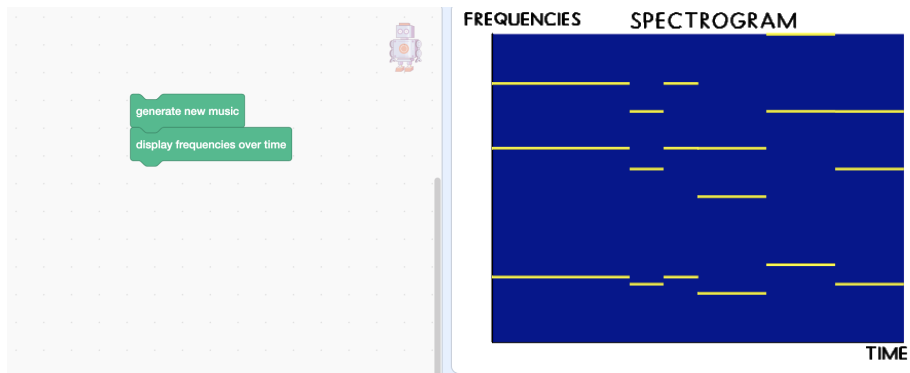 generate new music
display frequencies over time
FREQUENCIES
SPECTROGRAM
TIME